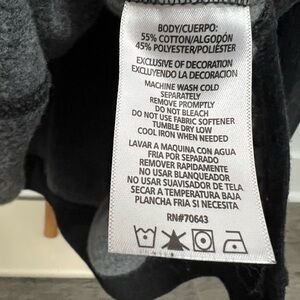 BODY/CUERPO:
55% COTTON/ALGODÓN
45% POLYESTER/POLIÉSTER
EXCLUSIVE OF DECORATION
EXCLUYENDO LA DECORACION
MACHINE WASH COLD
SEPARATELY
REMOVE PROMPTLY
DO NOT BLEACH
DO NOT USE FABRIC SOFTENER
TUMBLE DRY LOW
COOL IRON WHEN NEEDED
LAVAR A MAQUINA CON AGUA
FRIA POR SEPARADO
REMOVER RAPIDAMENTE
NO USAR BLANQUEADOR
NO USAR SUAVISADOR DE TELA
SECAR A TEMPERATURA BAJA
PLANCHA FRIA SI NECESITA
RN#70643